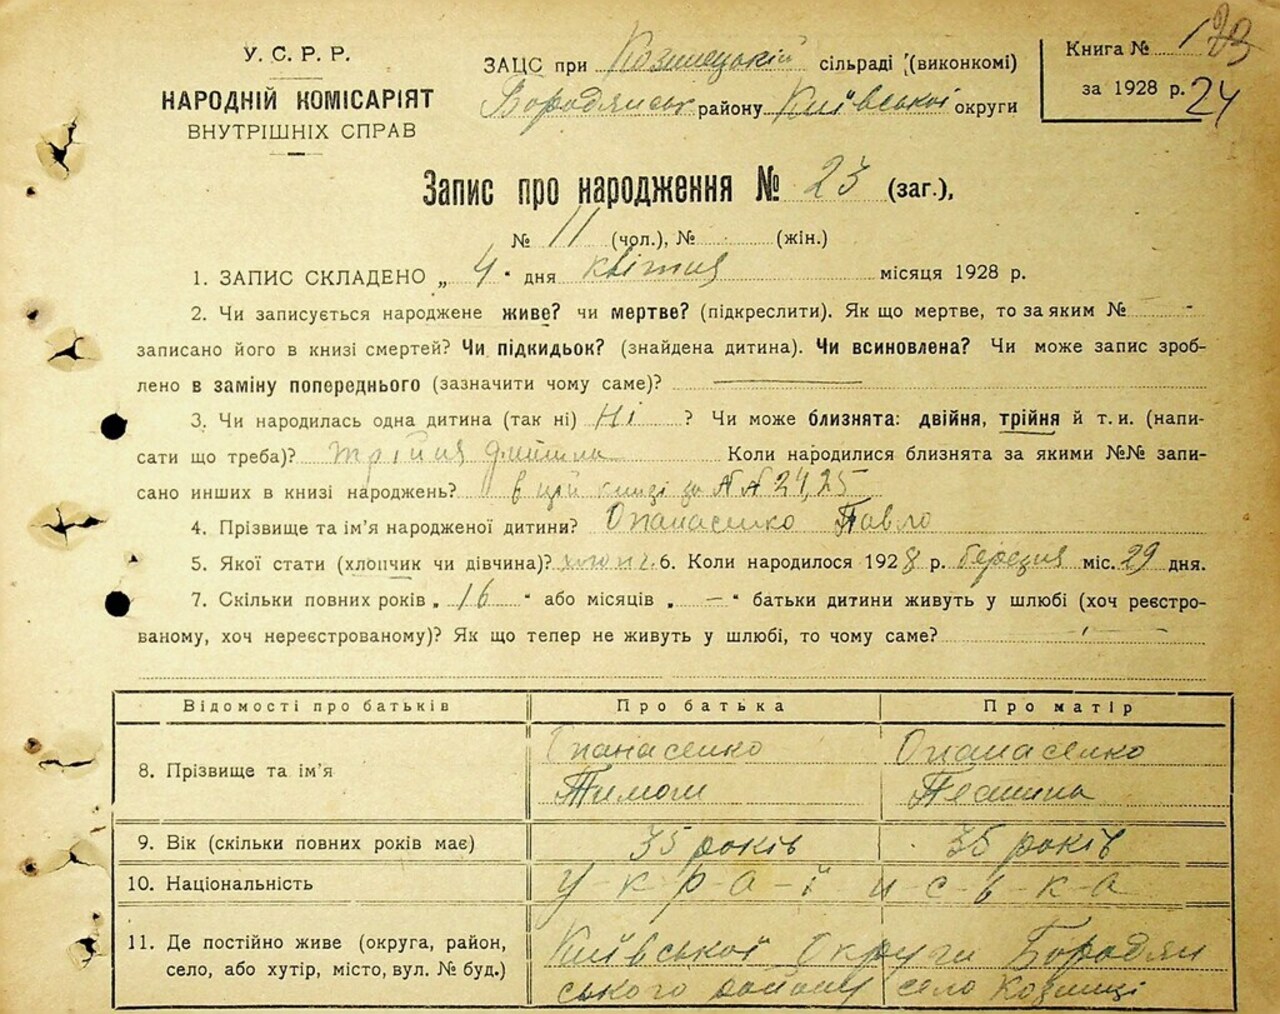 У. С. Р. Р.
НАРОДНІЙ КОМІСАРІЯТ
ВНУТРІШНІХ СПРАВ
ЗАЦС при сільраді (виконкомі)
Бородянськ району Київської округи
Книга № 1
за 1928 р. 24
Запис про народження № 23 (заг.),
№ 11 (чол.), № (жін.)
1. ЗАПИС СКЛАДЕНО „ 4 " дня квітня місяця 1928 р.
2. Чи записується народжене живе? чи мертве? (підкреслити). Як що мертве, то за яким № -
записано його в книзі смертей? Чи підкидьок? (знайдена дитина). Чи всиновлена? Чи може запис зроб-
лено в заміну попереднього (зазначити чому саме)? —
3. Чи народилась одна дитина (так ні) Ні ? Чи може близнята: двійня, трійня й т. и. (напи-
сати що треба)? трійня Коли народилися близнята за якими №№ запи-
сано инших в книзі народжень? в цій книзі за №№ 24, 25
4. Прізвище та ім'я народженої дитини? Опанасенко Павло
5. Якої стати (хлопчик чи дівчина)? хлопч. 6. Коли народилося 1928 р. березня міс. 29 дня.
7. Скільки повних років „ 16 " або місяців „ — " батьки дитини живуть у шлюбі (хоч реєстро-
ваному, хоч нереєстрованому)? Як що тепер не живуть у шлюбі, то чому саме? —
Відомості про батьків Про батька Про матір
8. Прізвище та ім'я Опанасенко Тимош Опанасенко
9. Вік (скільки повних років має) 35 років 35 років
10. Національність У-к-р-а-ї н-с-ь-к-а
11. Де постійно живе (округа, район, Київської Округи Бородян
село, або хутір, місто, вул. № буд.) ського району село